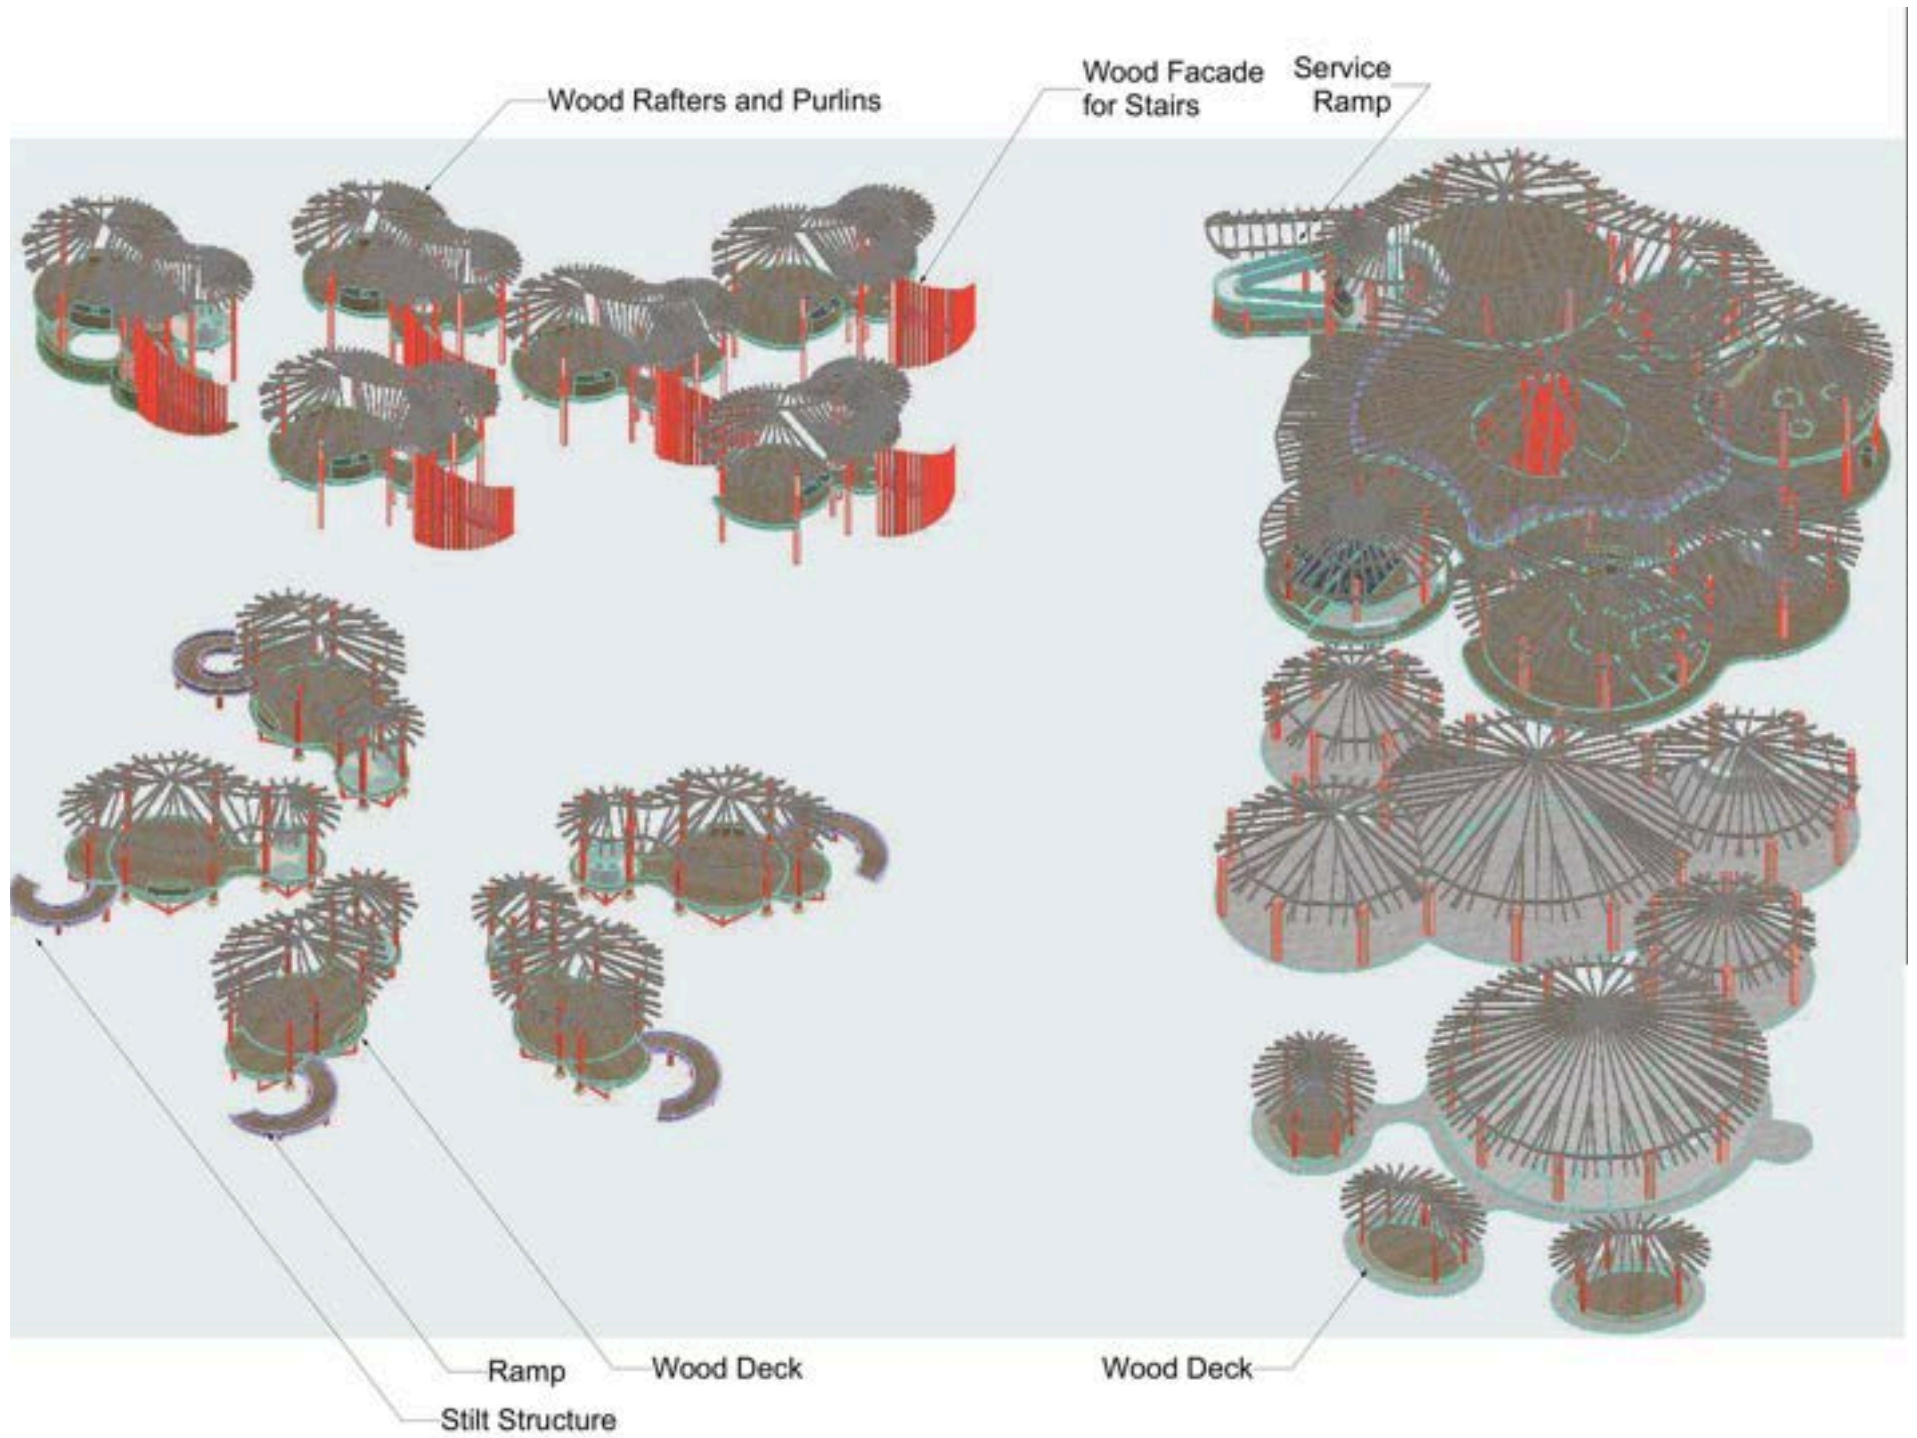 Wood Rafters and Purlins
Wood Facade
for Stairs
Service
Ramp
Ramp
Wood Deck
Wood Deck
Stilt Structure